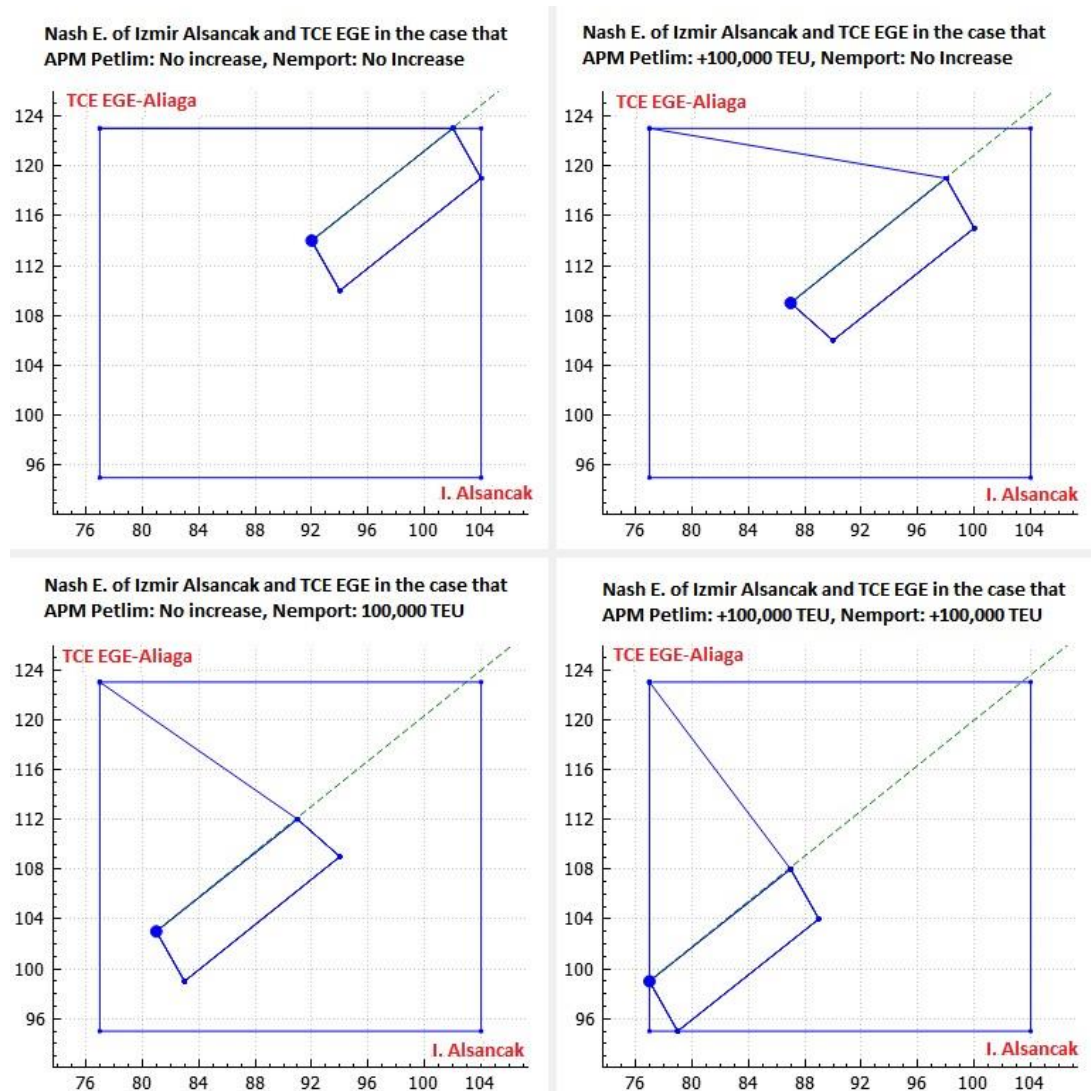 Nash E. of Izmir Alsancak and TCE EGE in the case that
APM Petlim: No increase, Nemport: No Increase
TCE EGE-Aliaga
124
120
116
112
108
104
100
96
I. Alsancak
76 80 84 88 92 96 100 104
Nash E. of Izmir Alsancak and TCE EGE in the case that
APM Petlim: +100,000 TEU, Nemport: No Increase
TCE EGE-Aliaga
124
120
116
112
108
104
100
96
I. Alsancak
76 80 84 88 92 96 100 104
Nash E. of Izmir Alsancak and TCE EGE in the case that
APM Petlim: No increase, Nemport: 100,000 TEU
TCE EGE-Aliaga
124
120
116
112
108
104
100
96
I. Alsancak
76 80 84 88 92 96 100 104
Nash E. of Izmir Alsancak and TCE EGE in the case that
APM Petlim: +100,000 TEU, Nemport: +100,000 TEU
TCE EGE-Aliaga
124
120
116
112
108
104
100
96
I. Alsancak
76 80 84 88 92 96 100 104